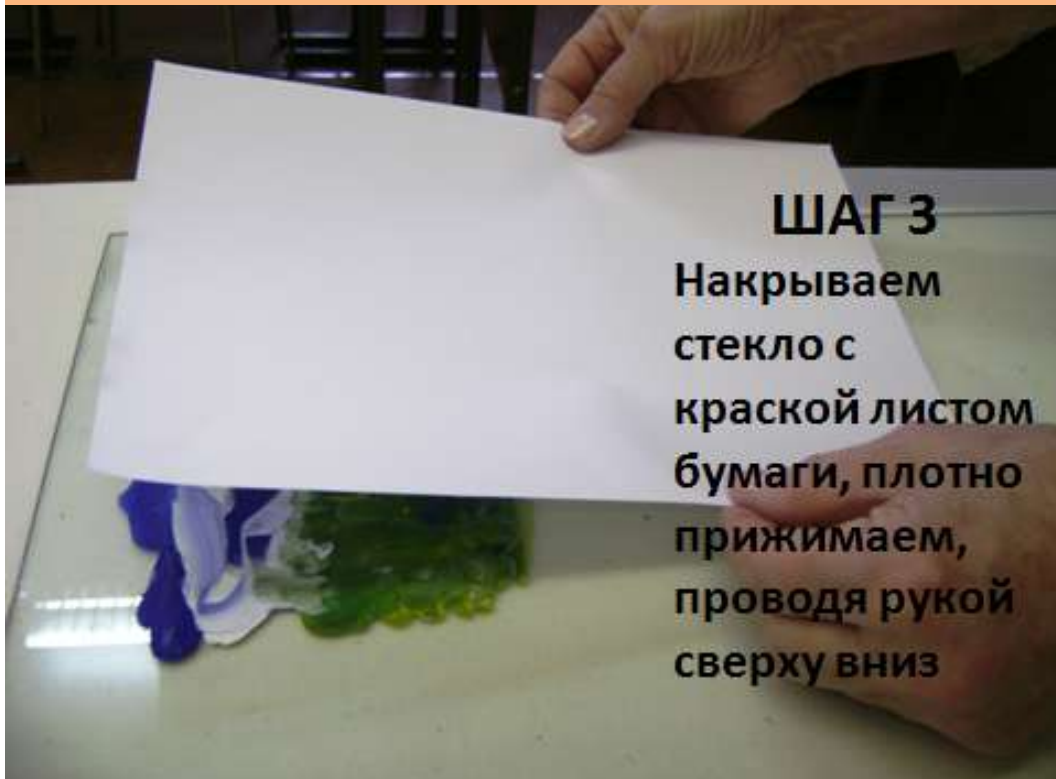 ШАГ 3
Накрываем
стекло с
краской листом
бумаги, плотно
прижимаем,
проводя рукой
сверху вниз